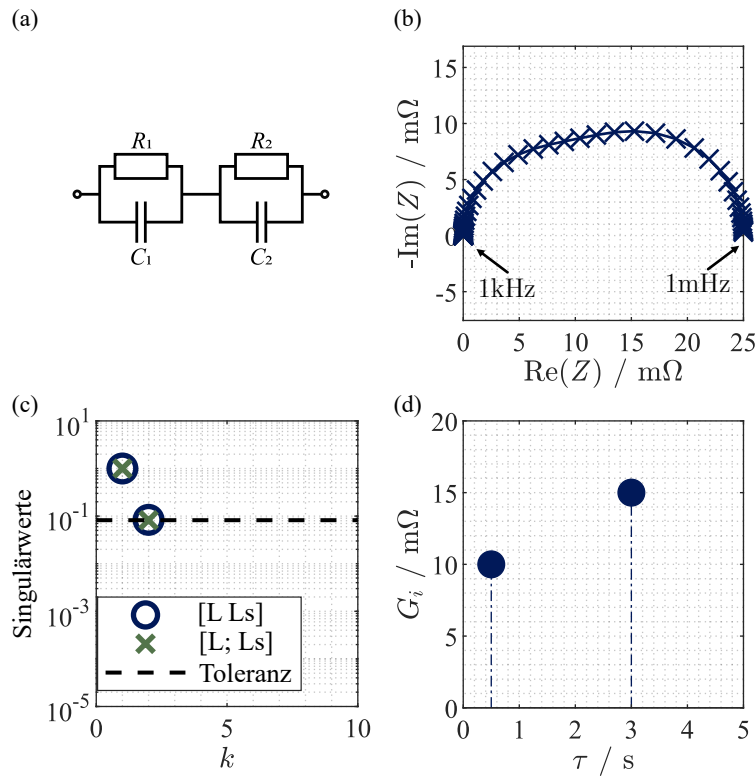 (a)
R₁
R₂
C₁
C₂
(b)
-Im(Z) / mΩ
15
10
5
0
-5
1kHz
1mHz
0
5
10
15
20
25
Re(Z) / mΩ
(c)
Singulärwerte
10¹
10⁻¹
10⁻³
10⁻⁵
[L Ls]
[L; Ls]
Toleranz
0
5
10
k
(d)
Gᵢ / mΩ
20
15
10
5
0
0
1
2
3
4
5
τ / s